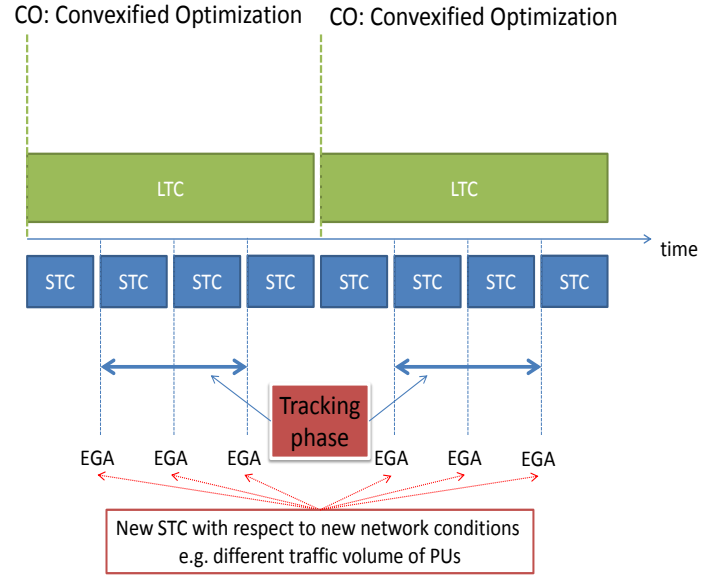 CO: Convexified Optimization CO: Convexified Optimization
LTC LTC
time
STC STC STC STC STC STC STC STC
Tracking
phase
EGA EGA EGA EGA EGA EGA
New STC with respect to new network conditions
e.g. different traffic volume of PUs